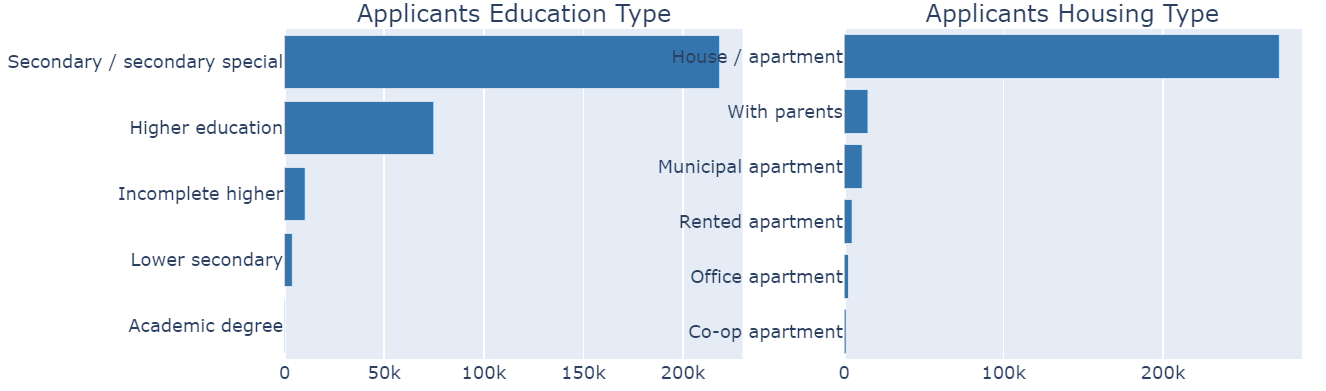 Applicants Education Type
Secondary / secondary special
Higher education
Incomplete higher
Lower secondary
Academic degree
0 50k 100k 150k 200k
Applicants Housing Type
House / apartment
With parents
Municipal apartment
Rented apartment
Office apartment
Co-op apartment
0 100k 200k